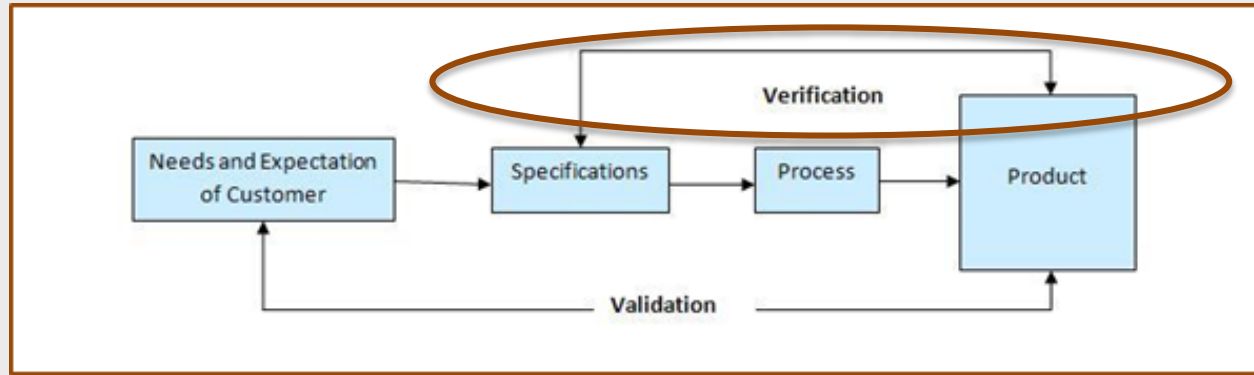 Verification
Needs and Expectation
of Customer
Specifications
Process
Product
Validation